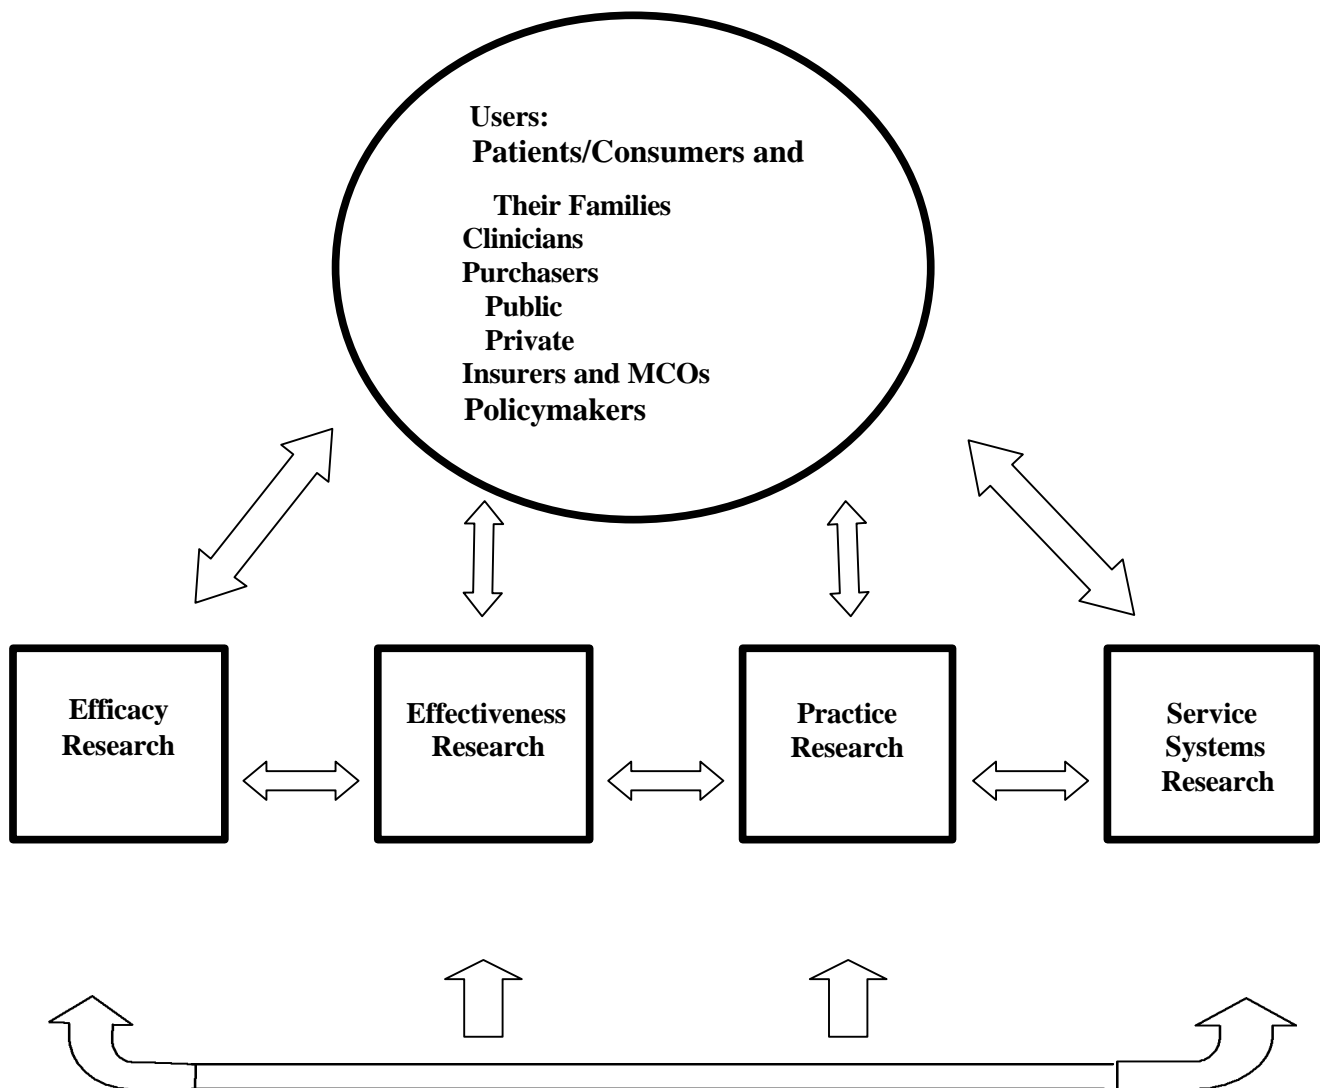 Users:
Patients/Consumers and
Their Families
Clinicians
Purchasers
Public
Private
Insurers and MCOs
Policymakers
Efficacy
Research
Effectiveness
Research
Practice
Research
Service
Systems
Research